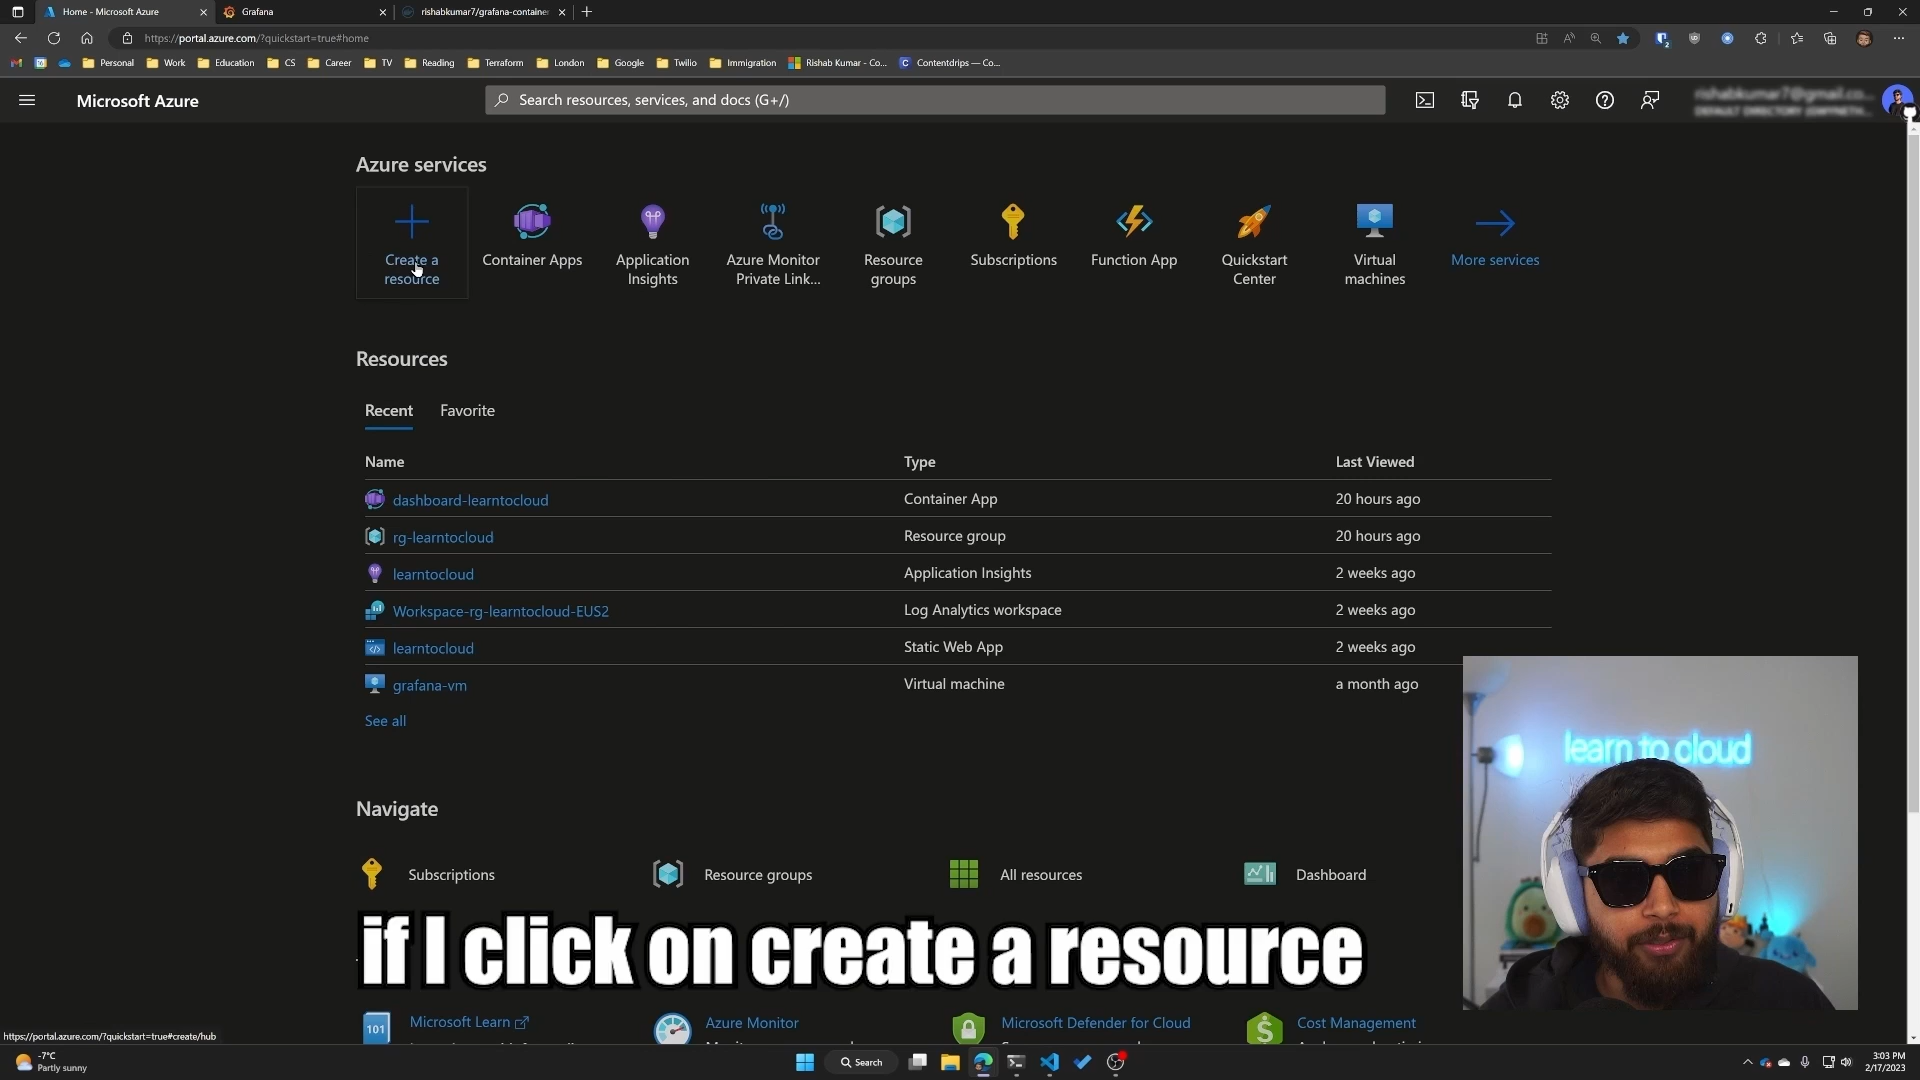 Home - Microsoft Azure
Grafana
rishabkumar7/grafana-container
https://portal.azure.com/?quickstart=true#home
Personal
Work
Education
CS
Career
TV
Reading
Terraform
London
Google
Twilio
Immigration
Rishab Kumar - Co...
Contentdrips — Co...
Microsoft Azure
Search resources, services, and docs (G+/)
Azure services
Create a
resource
Container Apps
Application
Insights
Azure Monitor
Private Link...
Resource
groups
Subscriptions
Function App
Quickstart
Center
Virtual
machines
More services
Resources
Recent
Favorite
Name Type Last Viewed
dashboard-learntocloud Container App 20 hours ago
rg-learntocloud Resource group 20 hours ago
learntocloud Application Insights 2 weeks ago
Workspace-rg-learntocloud-EUS2 Log Analytics workspace 2 weeks ago
learntocloud Static Web App 2 weeks ago
grafana-vm Virtual machine a month ago
See all
learn to cloud
Navigate
Subscriptions
Resource groups
All resources
Dashboard
if I click on create a resource
101
Microsoft Learn
Azure Monitor
Microsoft Defender for Cloud
Cost Management
https://portal.azure.com/?quickstart=true#create/hub
-7°C
Partly sunny
Search
3:03 PM
2/17/2023